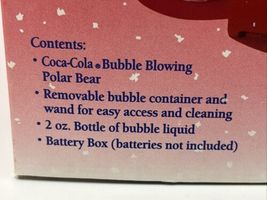 Contents:
• Coca-Cola® Bubble Blowing
Polar Bear
• Removable bubble container and
wand for easy access and cleaning
• 2 oz. Bottle of bubble liquid
• Battery Box (batteries not included)